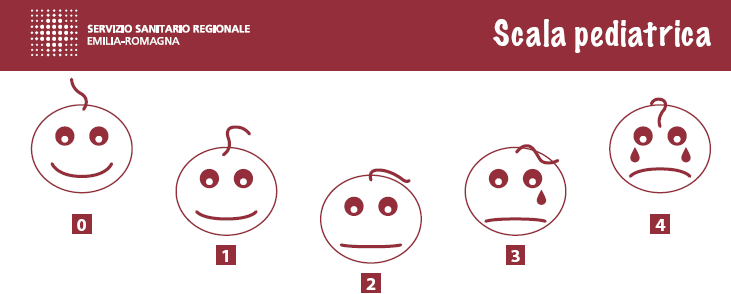 SERVIZIO SANITARIO REGIONALE
EMILIA-ROMAGNA
Scala pediatrica
0
1
2
3
4